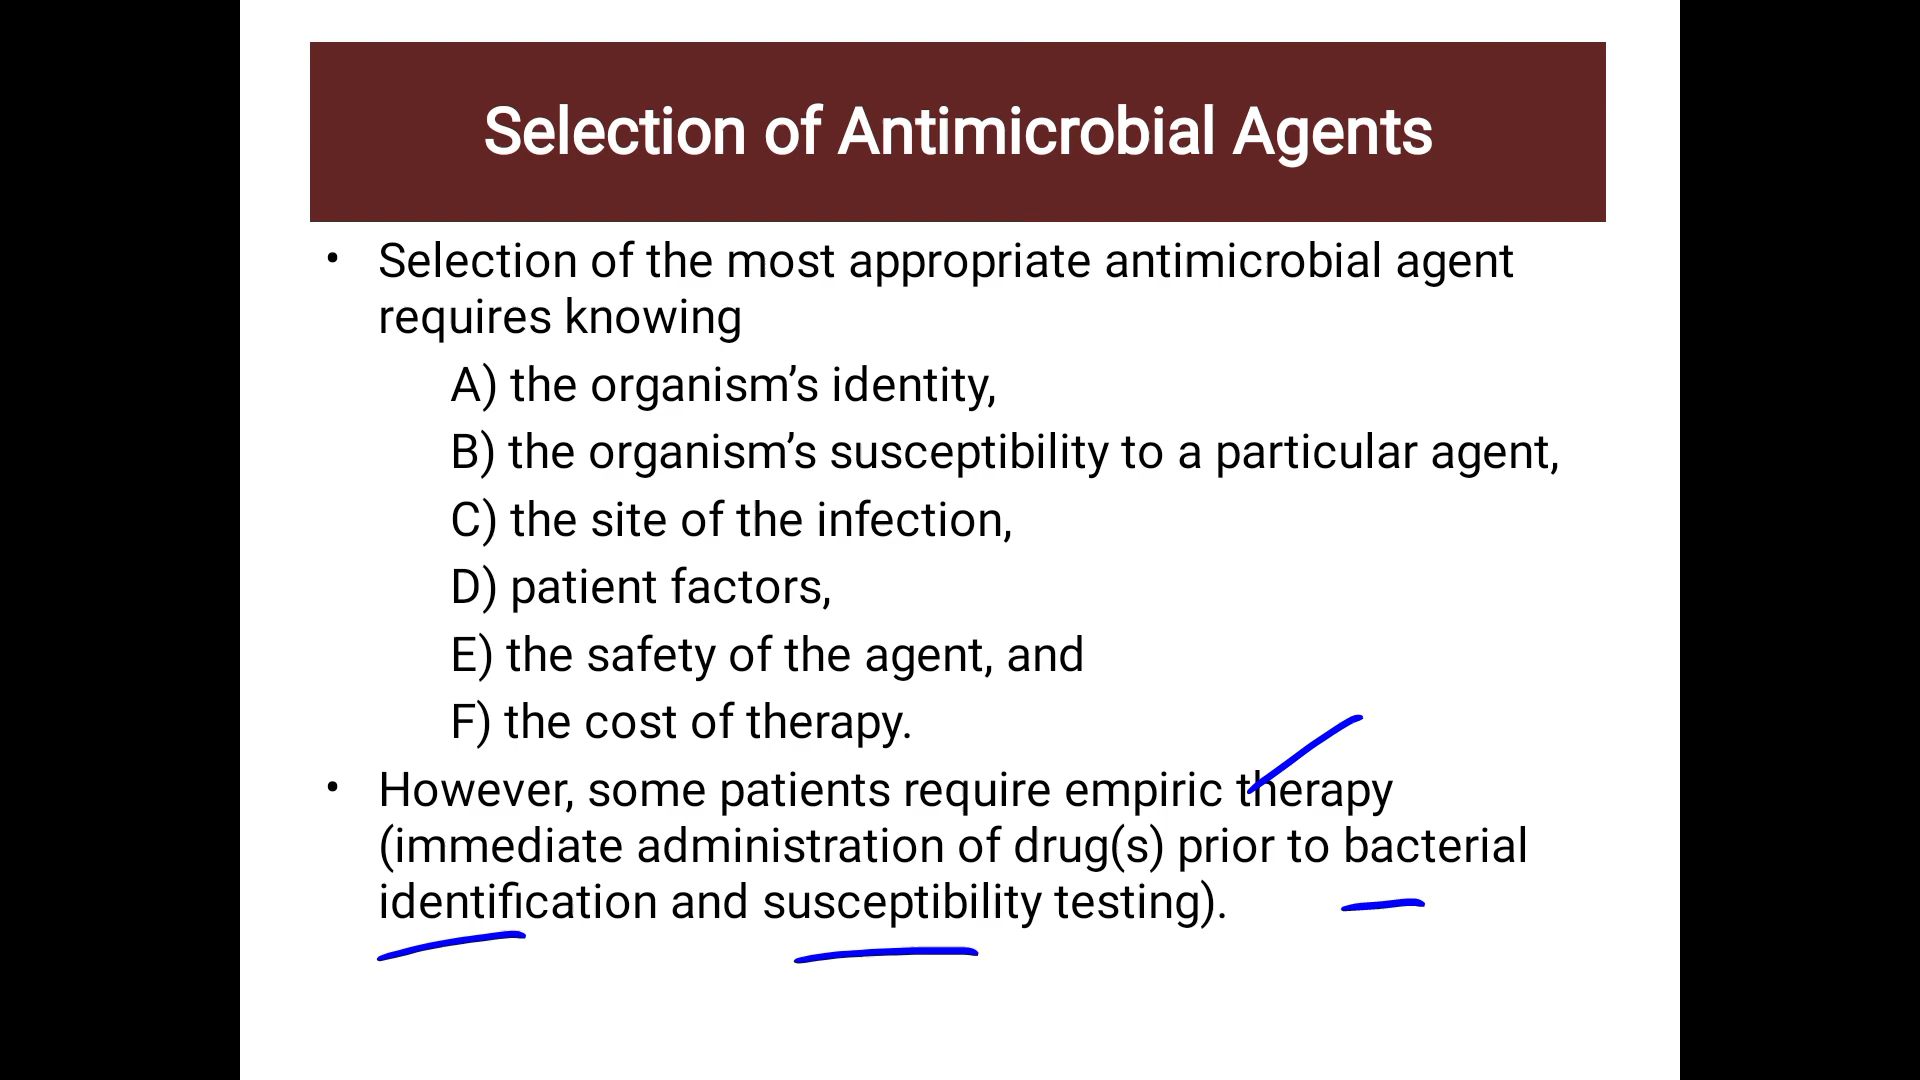 Selection of Antimicrobial Agents
• Selection of the most appropriate antimicrobial agent
requires knowing
A) the organism’s identity,
B) the organism’s susceptibility to a particular agent,
C) the site of the infection,
D) patient factors,
E) the safety of the agent, and
F) the cost of therapy.
• However, some patients require empiric therapy
(immediate administration of drug(s) prior to bacterial
identification and susceptibility testing).